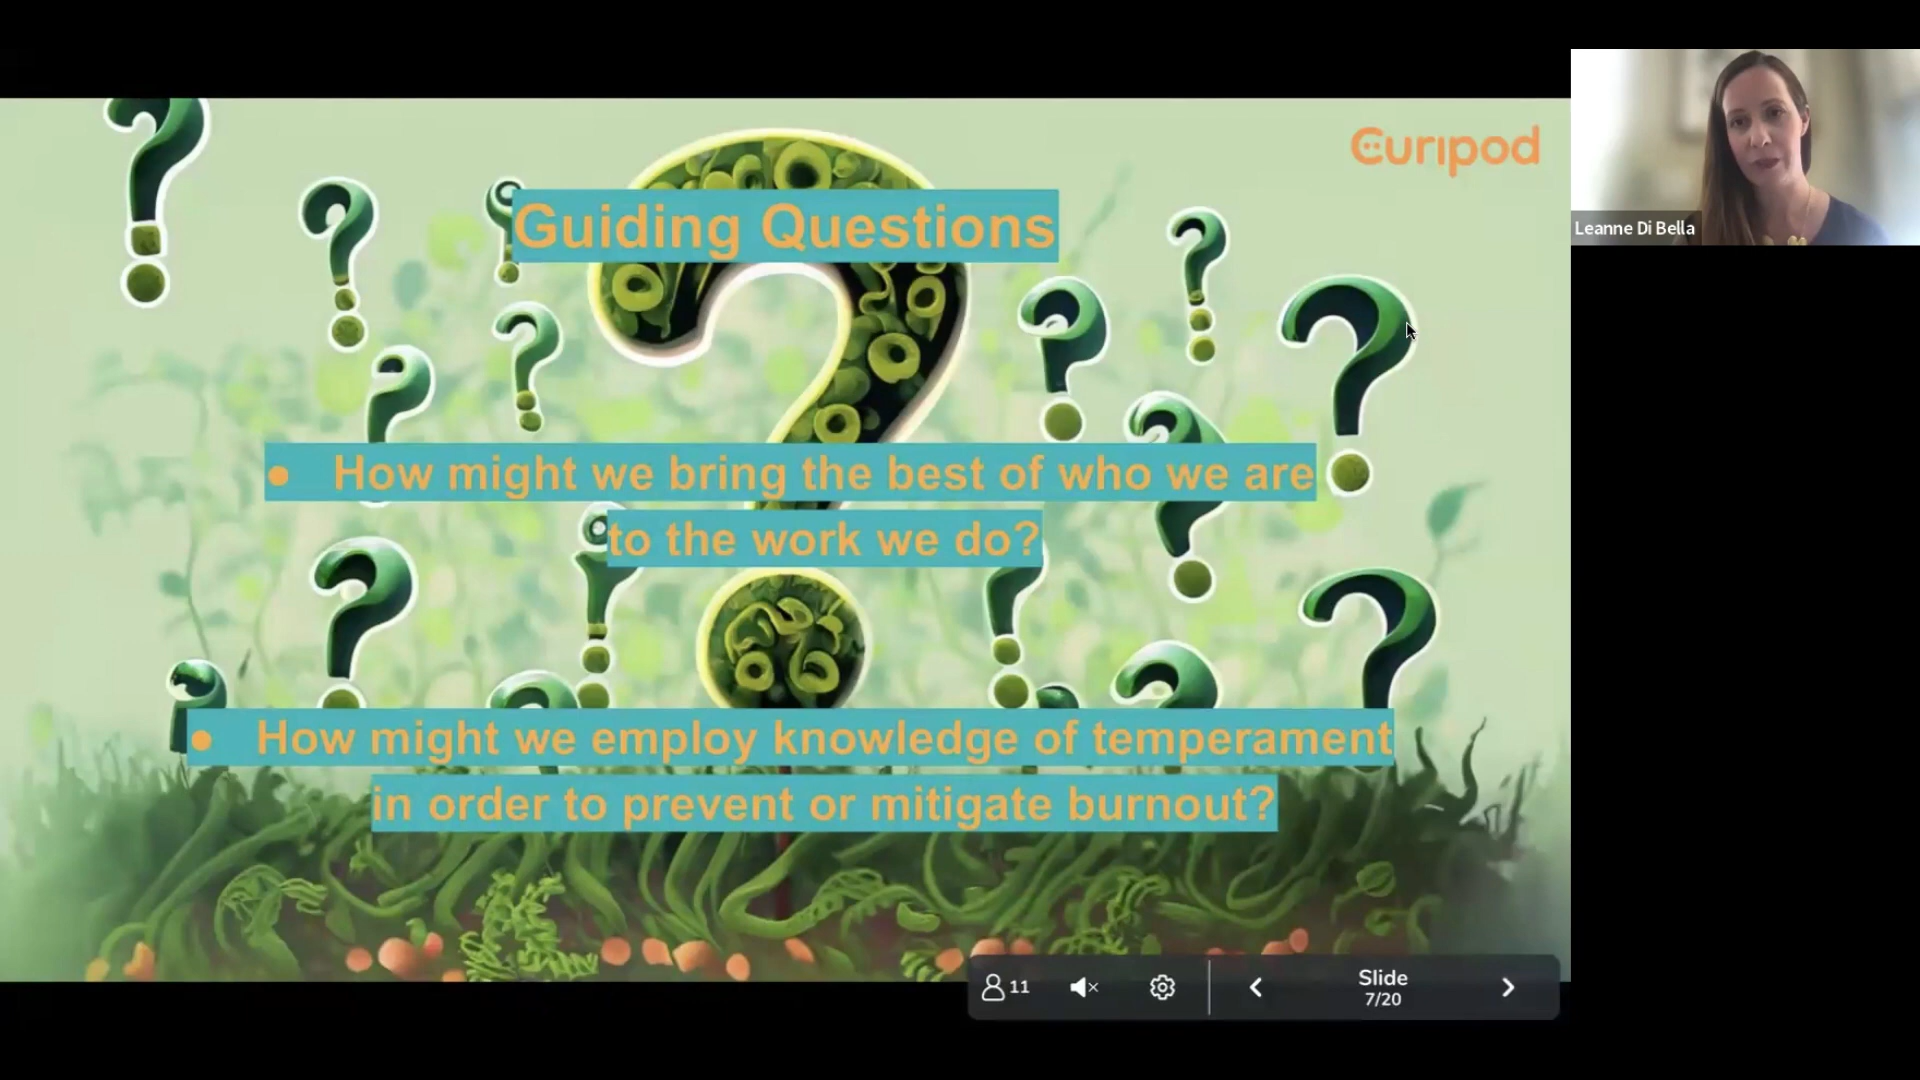 Curipod
Guiding Questions
• How might we bring the best of who we are
to the work we do?
• How might we employ knowledge of temperament
in order to prevent or mitigate burnout?
Leanne Di Bella
11
Slide
7/20